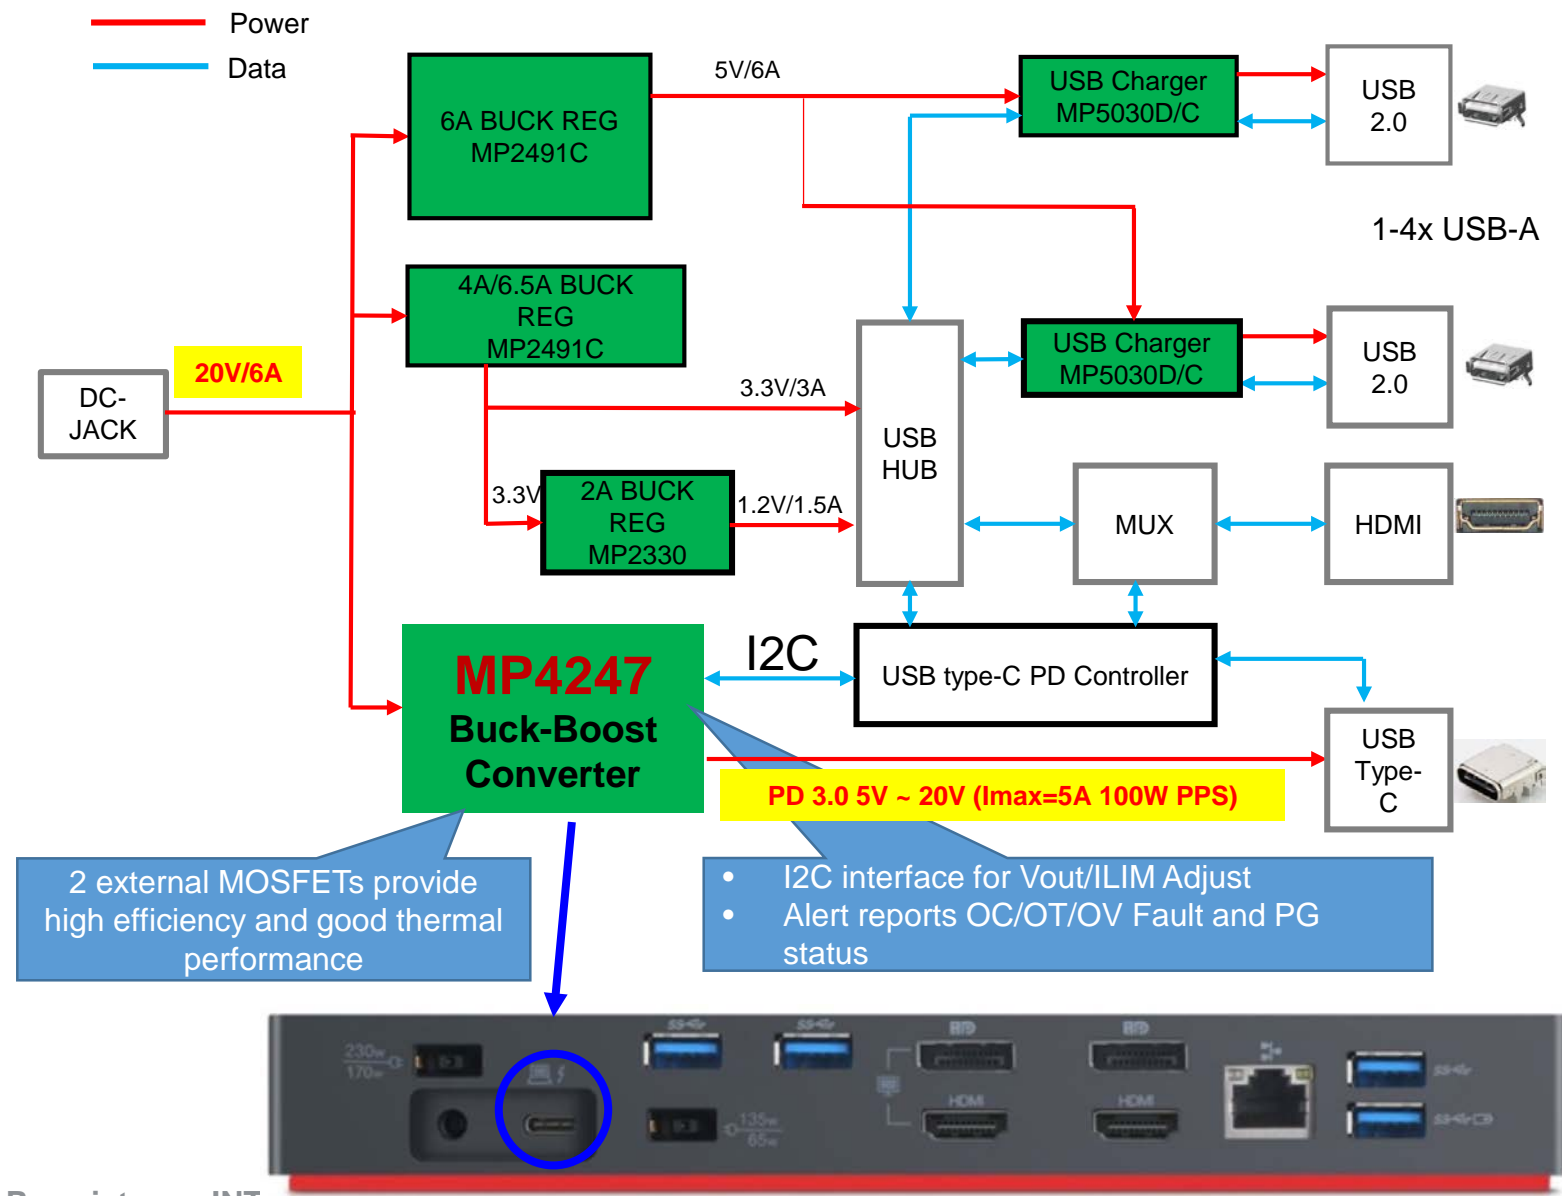 Power
Data
6A BUCK REG
MP2491C
5V/6A
USB Charger
MP5030D/C
USB
2.0
1-4x USB-A
4A/6.5A BUCK
REG
MP2491C
20V/6A
DC-
JACK
3.3V/3A
USB
HUB
USB Charger
MP5030D/C
USB
2.0
3.3V
2A BUCK
REG
MP2330
1.2V/1.5A
MUX
HDMI
MP4247
Buck-Boost
Converter
I2C
USB type-C PD Controller
USB
Type-
C
PD 3.0 5V ~ 20V (Imax=5A 100W PPS)
2 external MOSFETs provide
high efficiency and good thermal
performance
• I2C interface for Vout/ILIM Adjust
• Alert reports OC/OT/OV Fault and PG
status
230w
170w
135w
65w
HDMI
HDMI